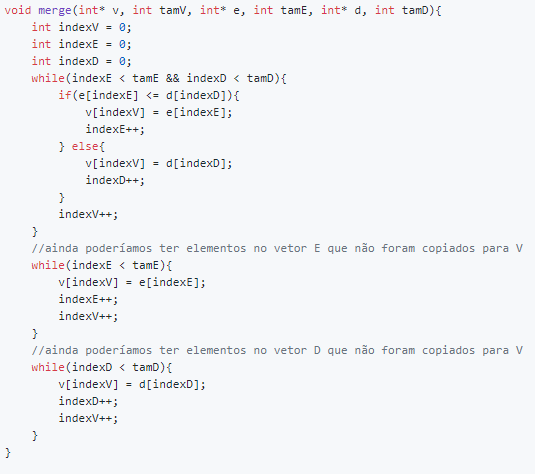 void merge(int* v, int tamV, int* e, int tamE, int* d, int tamD){
    int indexV = 0;
    int indexE = 0;
    int indexD = 0;
    while(indexE < tamE && indexD < tamD){
        if(e[indexE] <= d[indexD]){
            v[indexV] = e[indexE];
            indexE++;
        } else{
            v[indexV] = d[indexD];
            indexD++;
        }
        indexV++;
    }
    //ainda poderíamos ter elementos no vetor E que não foram copiados para V
    while(indexE < tamE){
        v[indexV] = e[indexE];
        indexE++;
        indexV++;
    }
    //ainda poderíamos ter elementos no vetor D que não foram copiados para V
    while(indexD < tamD){
        v[indexV] = d[indexD];
        indexD++;
        indexV++;
    }
}